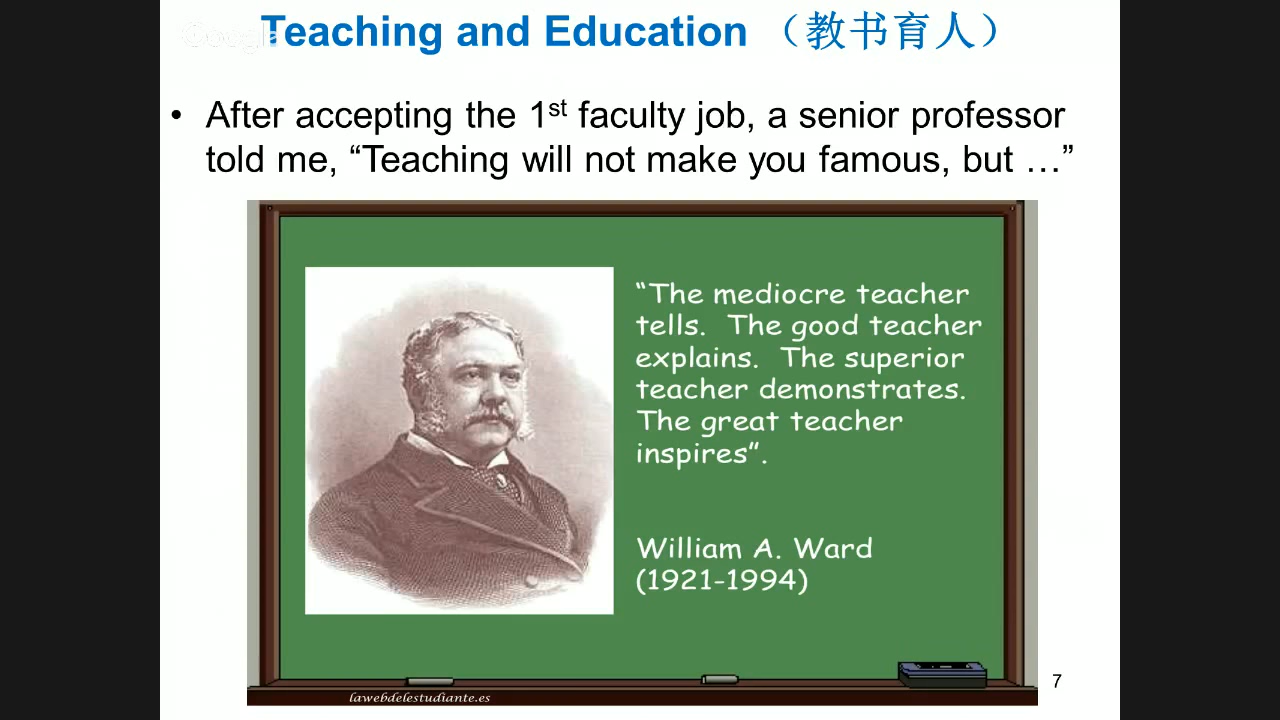 Google
Teaching and Education （教书育人）
• After accepting the 1st faculty job, a senior professor
told me, “Teaching will not make you famous, but …”
“The mediocre teacher
tells. The good teacher
explains. The superior
teacher demonstrates.
The great teacher
inspires”.
William A. Ward
(1921-1994)
lawebdelestudiante.es
7